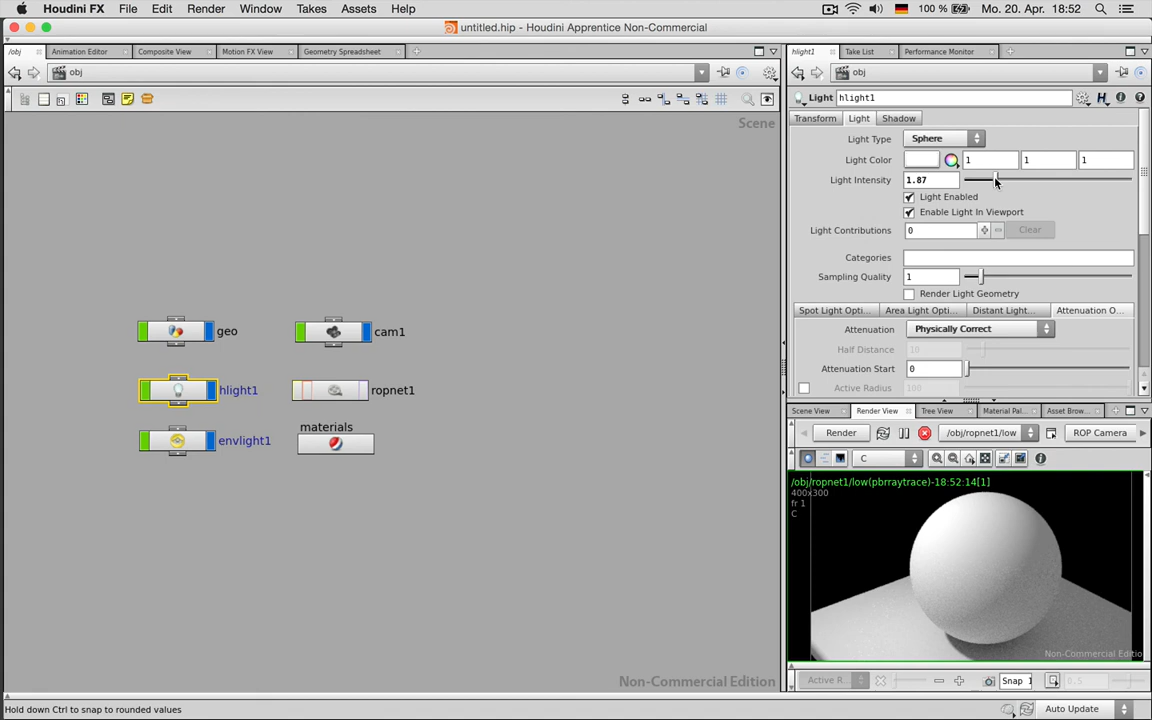 Houdini FX File Edit Render Window Takes Assets Help 100 % Mo. 20. Apr. 18:52
untitled.hip - Houdini Apprentice Non-Commercial
/obj Animation Editor Composite View Motion FX View Geometry Spreadsheet
hlight1 Take List Performance Monitor
obj
obj
Light hlight1
Scene
Transform Light Shadow
Light Type Sphere
Light Color 1 1 1
Light Intensity 1.87
Light Enabled
Enable Light In Viewport
Light Contributions 0 Clear
Categories
Sampling Quality 1
Render Light Geometry
Spot Light Opti... Area Light Opti... Distant Light... Attenuation O...
Attenuation Physically Correct
Half Distance 10
Attenuation Start 0
Active Radius 100
geo cam1
hlight1 ropnet1
materials
envlight1
Scene View Render View Tree View Material Pal... Asset Brow...
Render /obj/ropnet1/low ROP Camera
C
/obj/ropnet1/low(pbrraytrace)-18:52:14[1]
400x300
fr 1
C
Non-Commercial Editio
Non-Commercial Edition
Active R... Snap 1 0.5
Hold down Ctrl to snap to rounded values
Auto Update